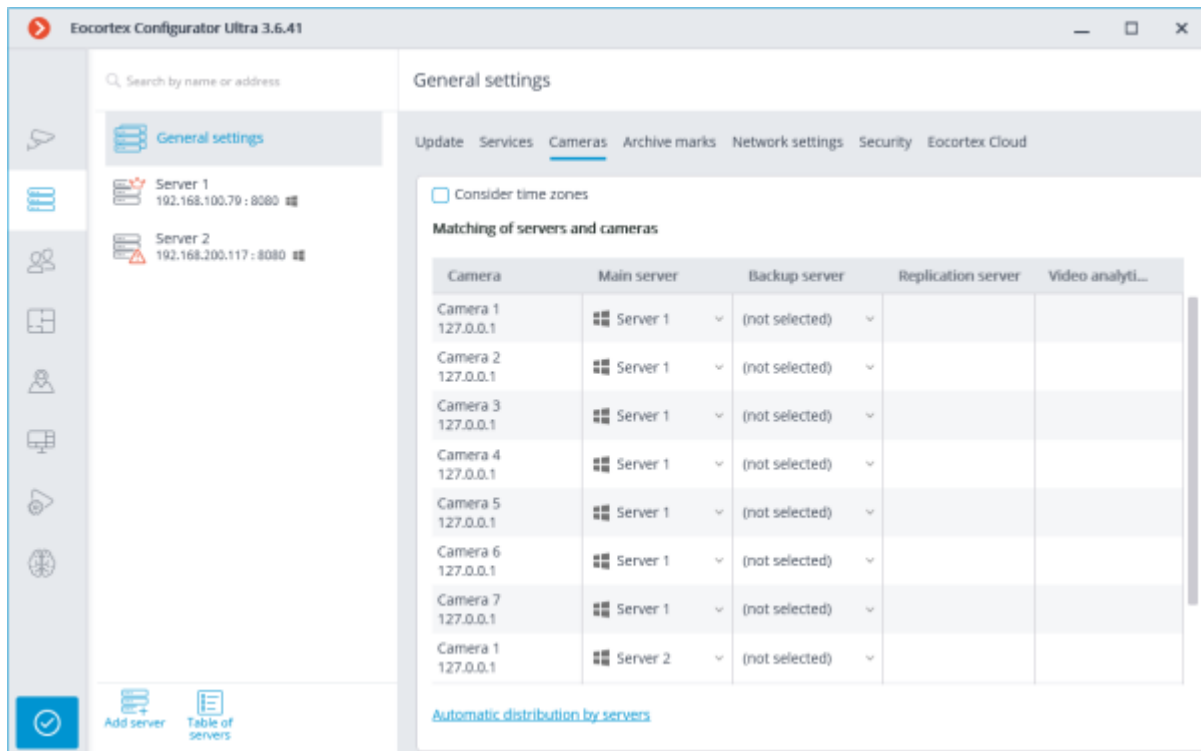 Eocortex Configurator Ultra 3.6.41
Search by name or address
General settings
Server 1
192.168.100.79 : 8080
Server 2
192.168.200.117 : 8080
Add server
Table of
servers
General settings
Update Services Cameras Archive marks Network settings Security Eocortex Cloud
Consider time zones
Matching of servers and cameras
Camera Main server Backup server Replication server Video analyti...
Camera 1
127.0.0.1 Server 1 (not selected)
Camera 2
127.0.0.1 Server 1 (not selected)
Camera 3
127.0.0.1 Server 1 (not selected)
Camera 4
127.0.0.1 Server 1 (not selected)
Camera 5
127.0.0.1 Server 1 (not selected)
Camera 6
127.0.0.1 Server 1 (not selected)
Camera 7
127.0.0.1 Server 1 (not selected)
Camera 1
127.0.0.1 Server 2 (not selected)
Automatic distribution by servers